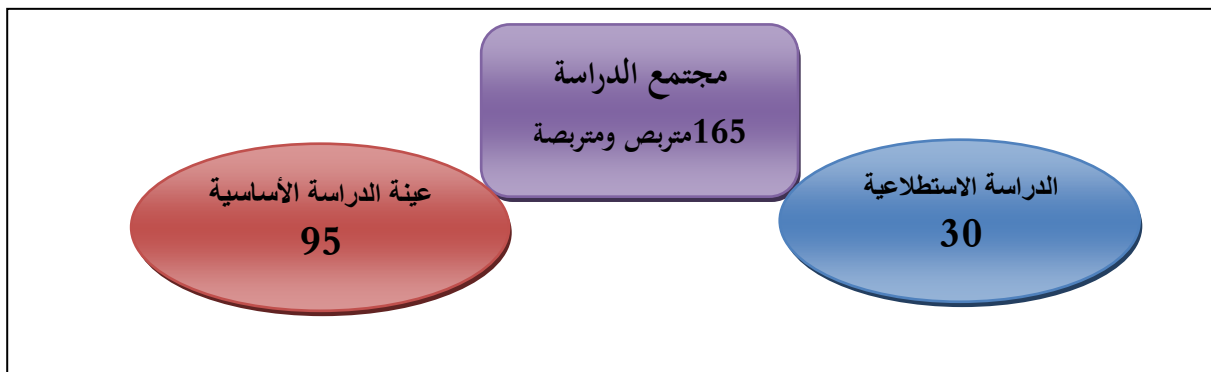 مجتمع الدراسة
165متربص ومتربصة
الدراسة الاستطلاعية
30
عينة الدراسة الأساسية
95